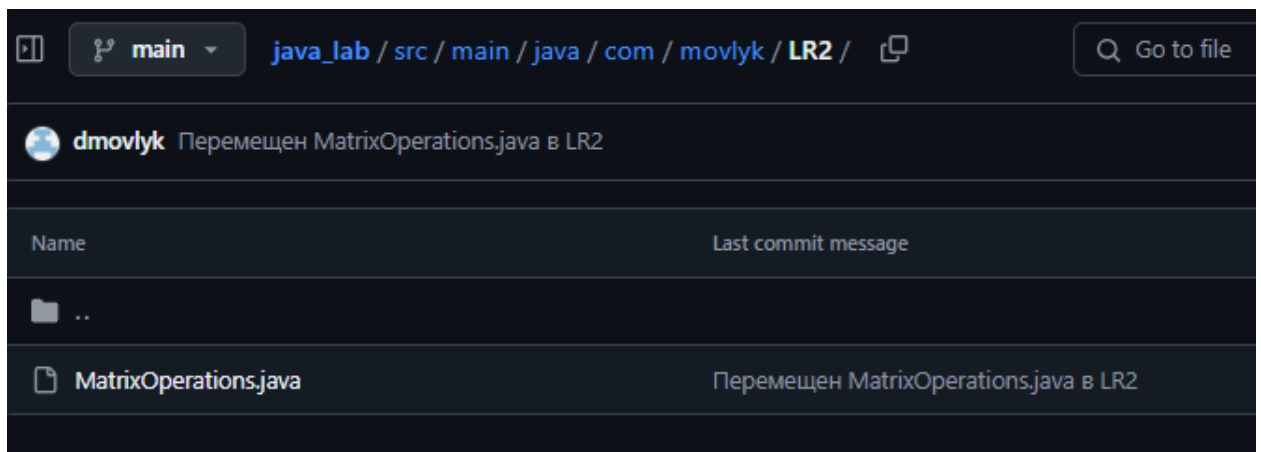 main java_lab / src / main / java / com / movlyk / LR2 / Go to file
dmovlyk Перемещен MatrixOperations.java в LR2
Name Last commit message
..
MatrixOperations.java Перемещен MatrixOperations.java в LR2